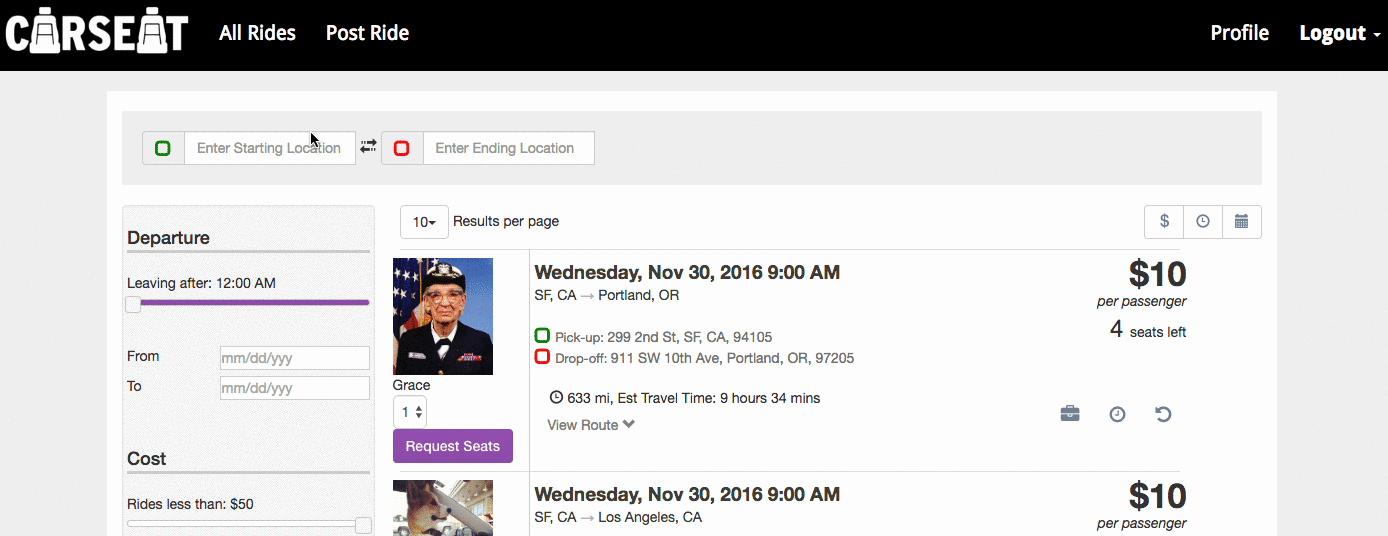 CARSEAT All Rides Post Ride Profile Logout
Enter Starting Location Enter Ending Location
Departure
Leaving after: 12:00 AM
From mm/dd/yyy
To mm/dd/yyy
Cost
Rides less than: $50
10 Results per page $
Wednesday, Nov 30, 2016 9:00 AM
SF, CA → Portland, OR
Pick-up: 299 2nd St, SF, CA, 94105
Drop-off: 911 SW 10th Ave, Portland, OR, 97205
633 mi, Est Travel Time: 9 hours 34 mins
View Route
$10
per passenger
4 seats left
Grace
1
Request Seats
Wednesday, Nov 30, 2016 9:00 AM
SF, CA → Los Angeles, CA
$10
per passenger